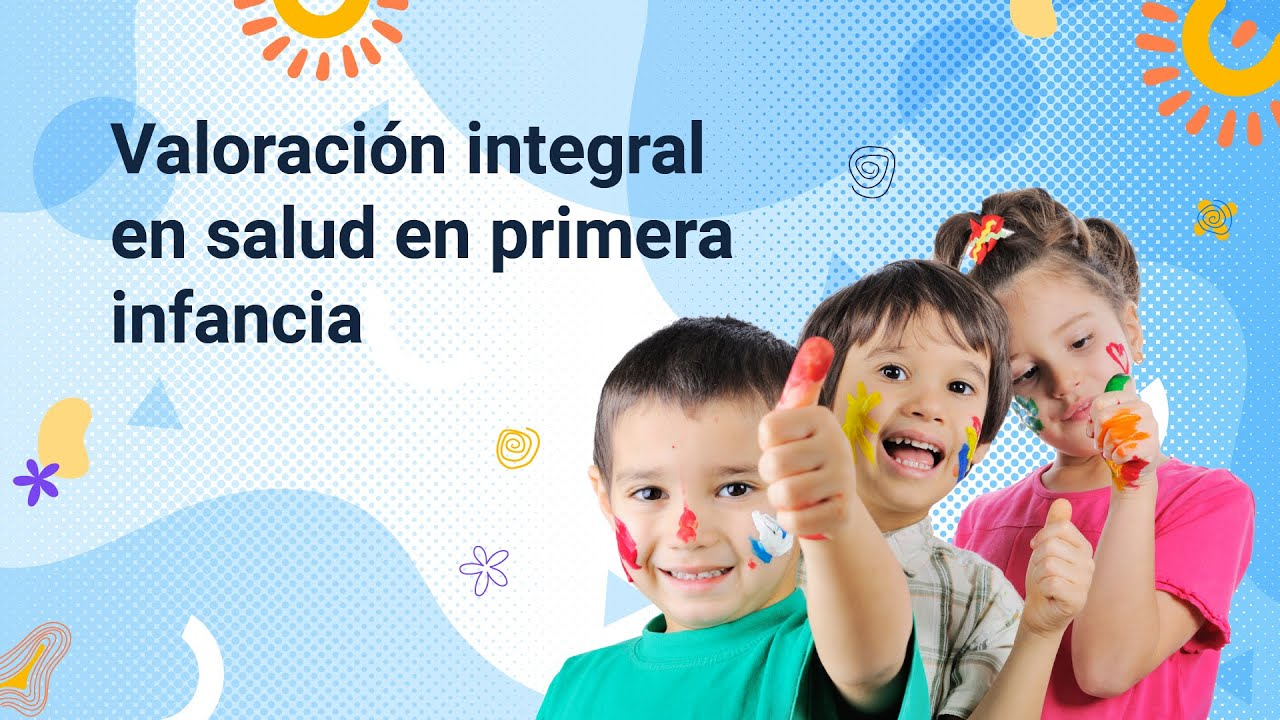 Valoración integral
en salud en primera
infancia